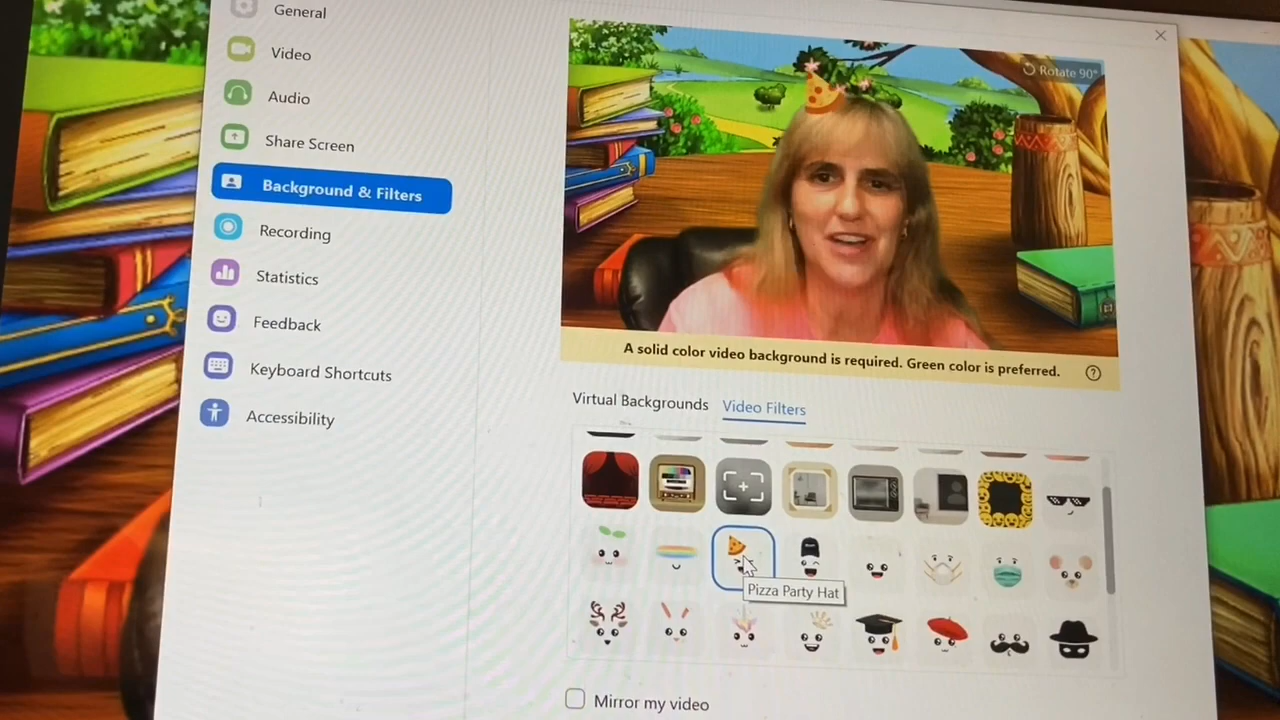 General
Video
Audio
Share Screen
Background & Filters
Recording
Statistics
Feedback
Keyboard Shortcuts
Accessibility
Rotate 90°
A solid color video background is required. Green color is preferred.
Virtual Backgrounds
Video Filters
Pizza Party Hat
Mirror my video